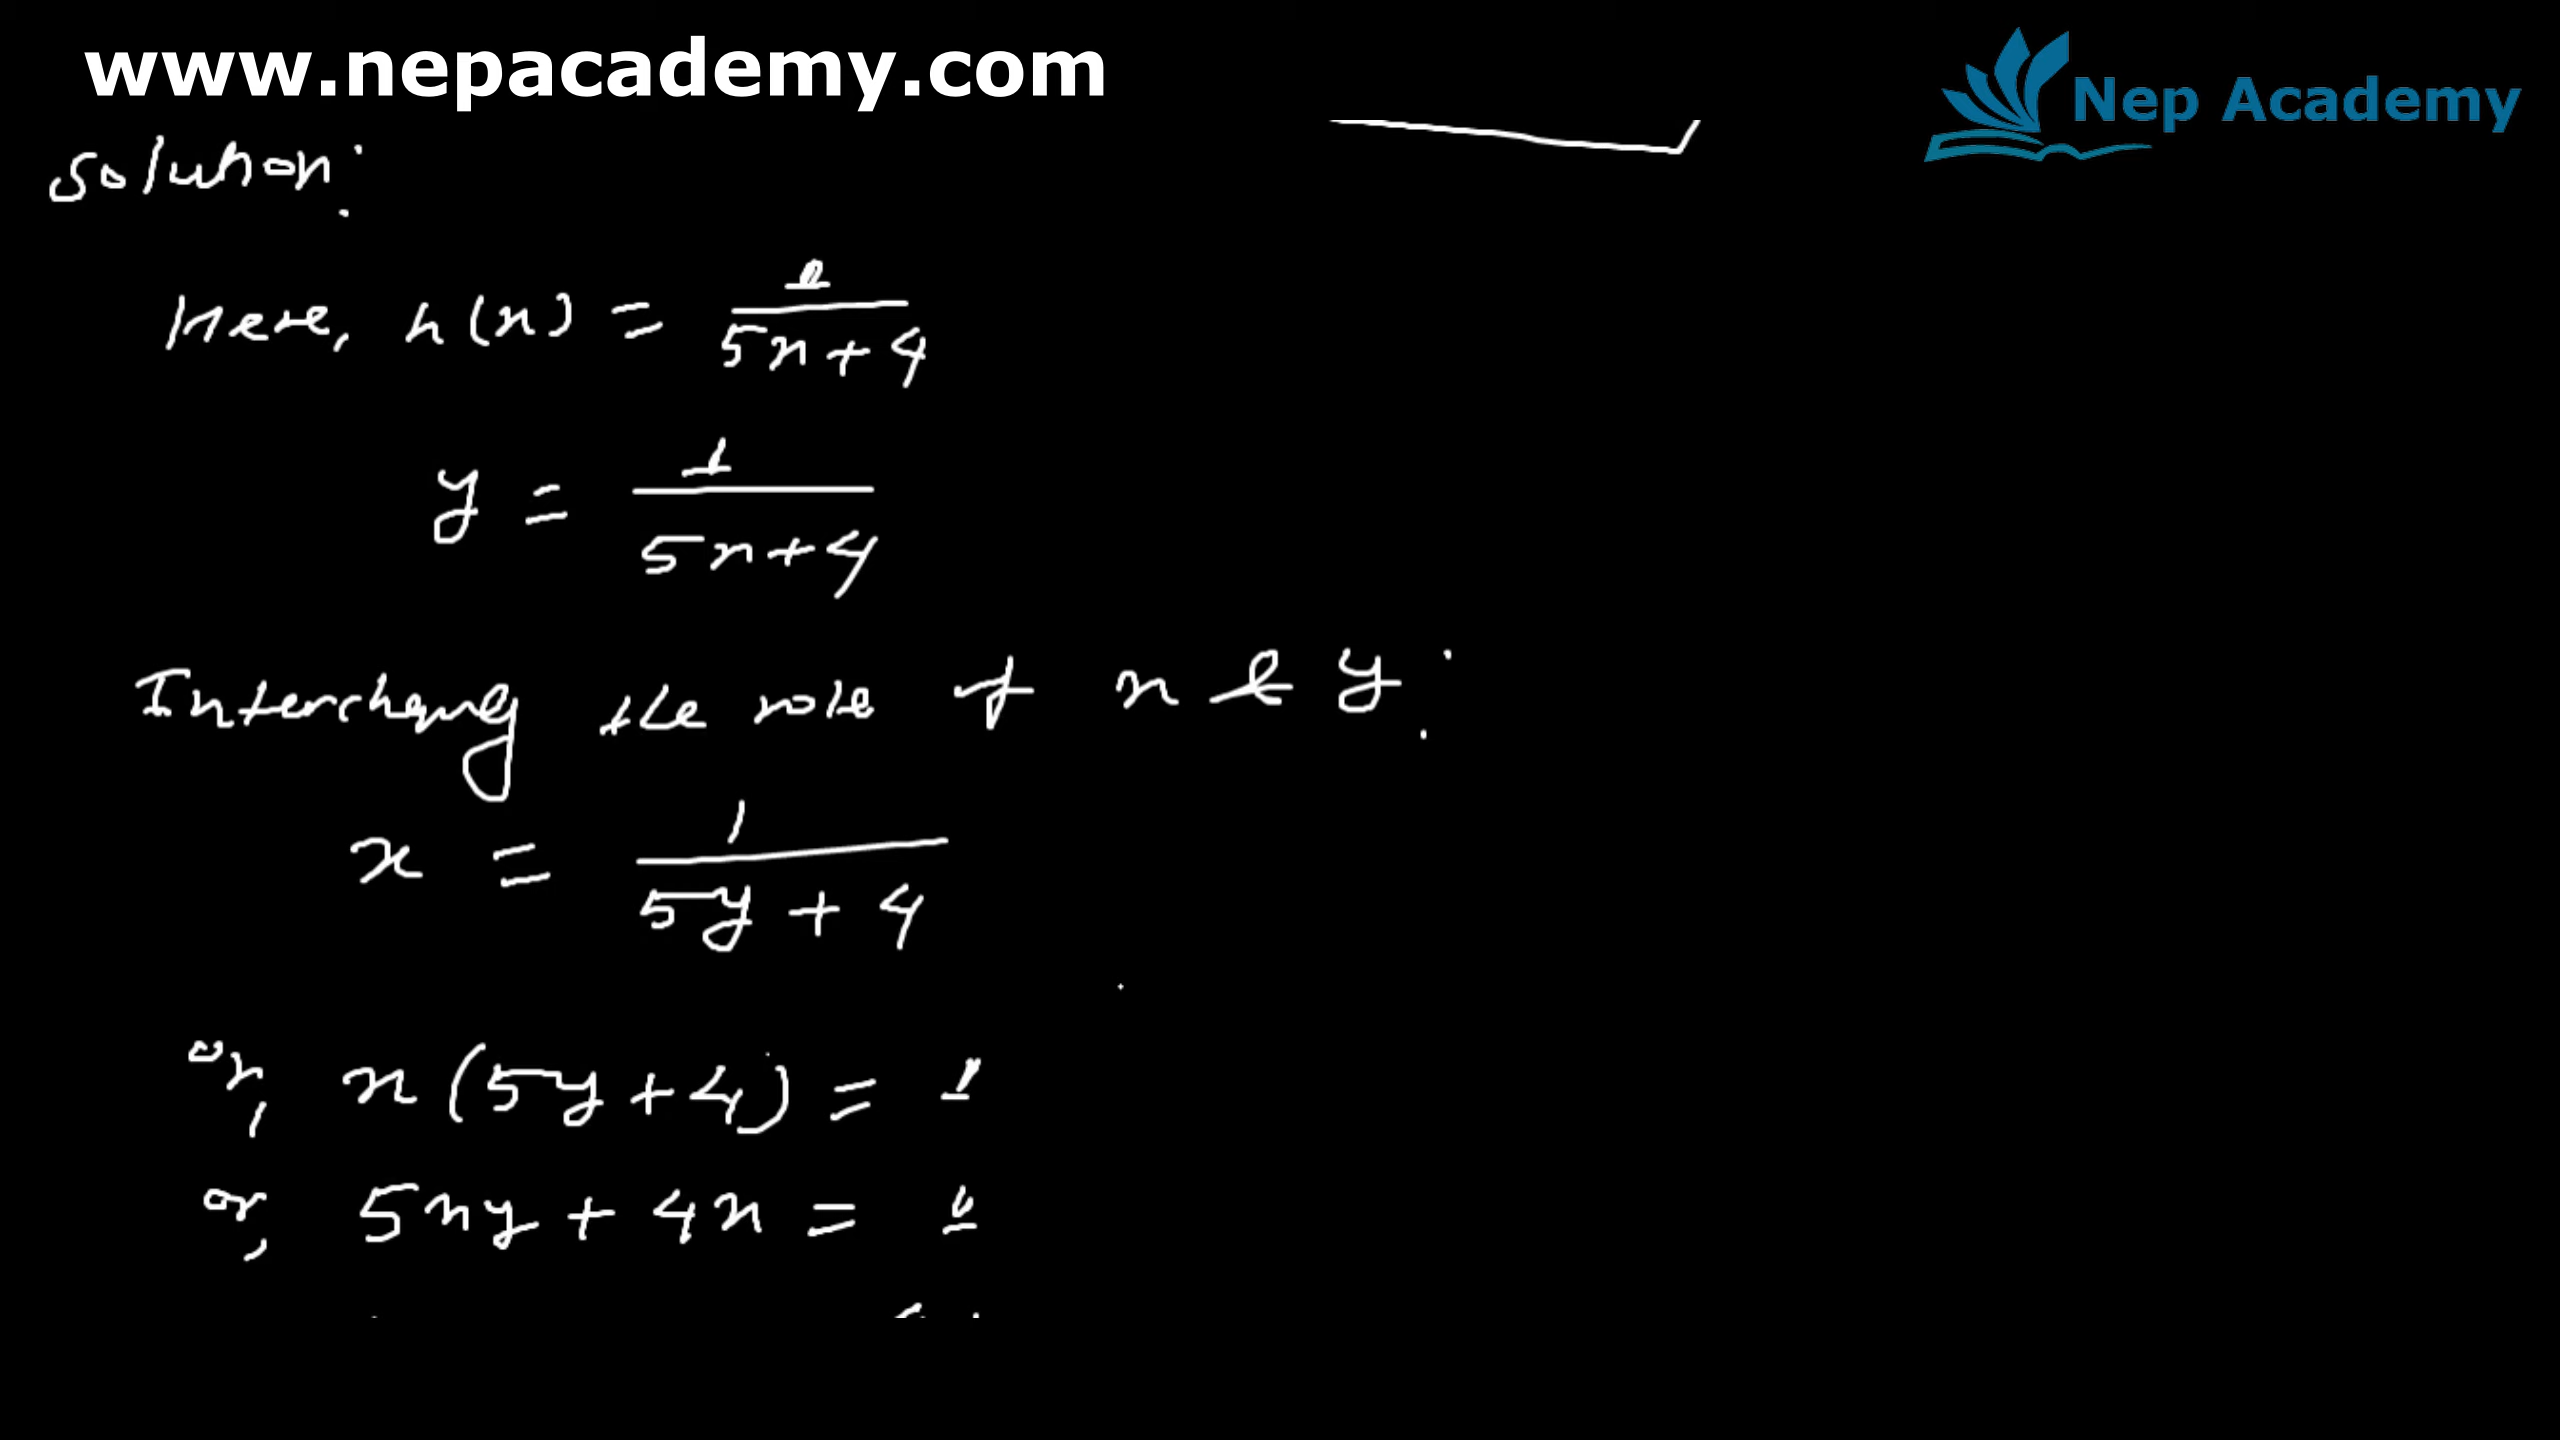 www.nepacademy.com
Nep Academy
Solution:
Here, h(x) = 1/(5x+4)
y = 1/(5x+4)
Interchanging the role of x & y:
x = 1/(5y + 4)
or, x(5y+4) = 1
or, 5xy + 4x = 1